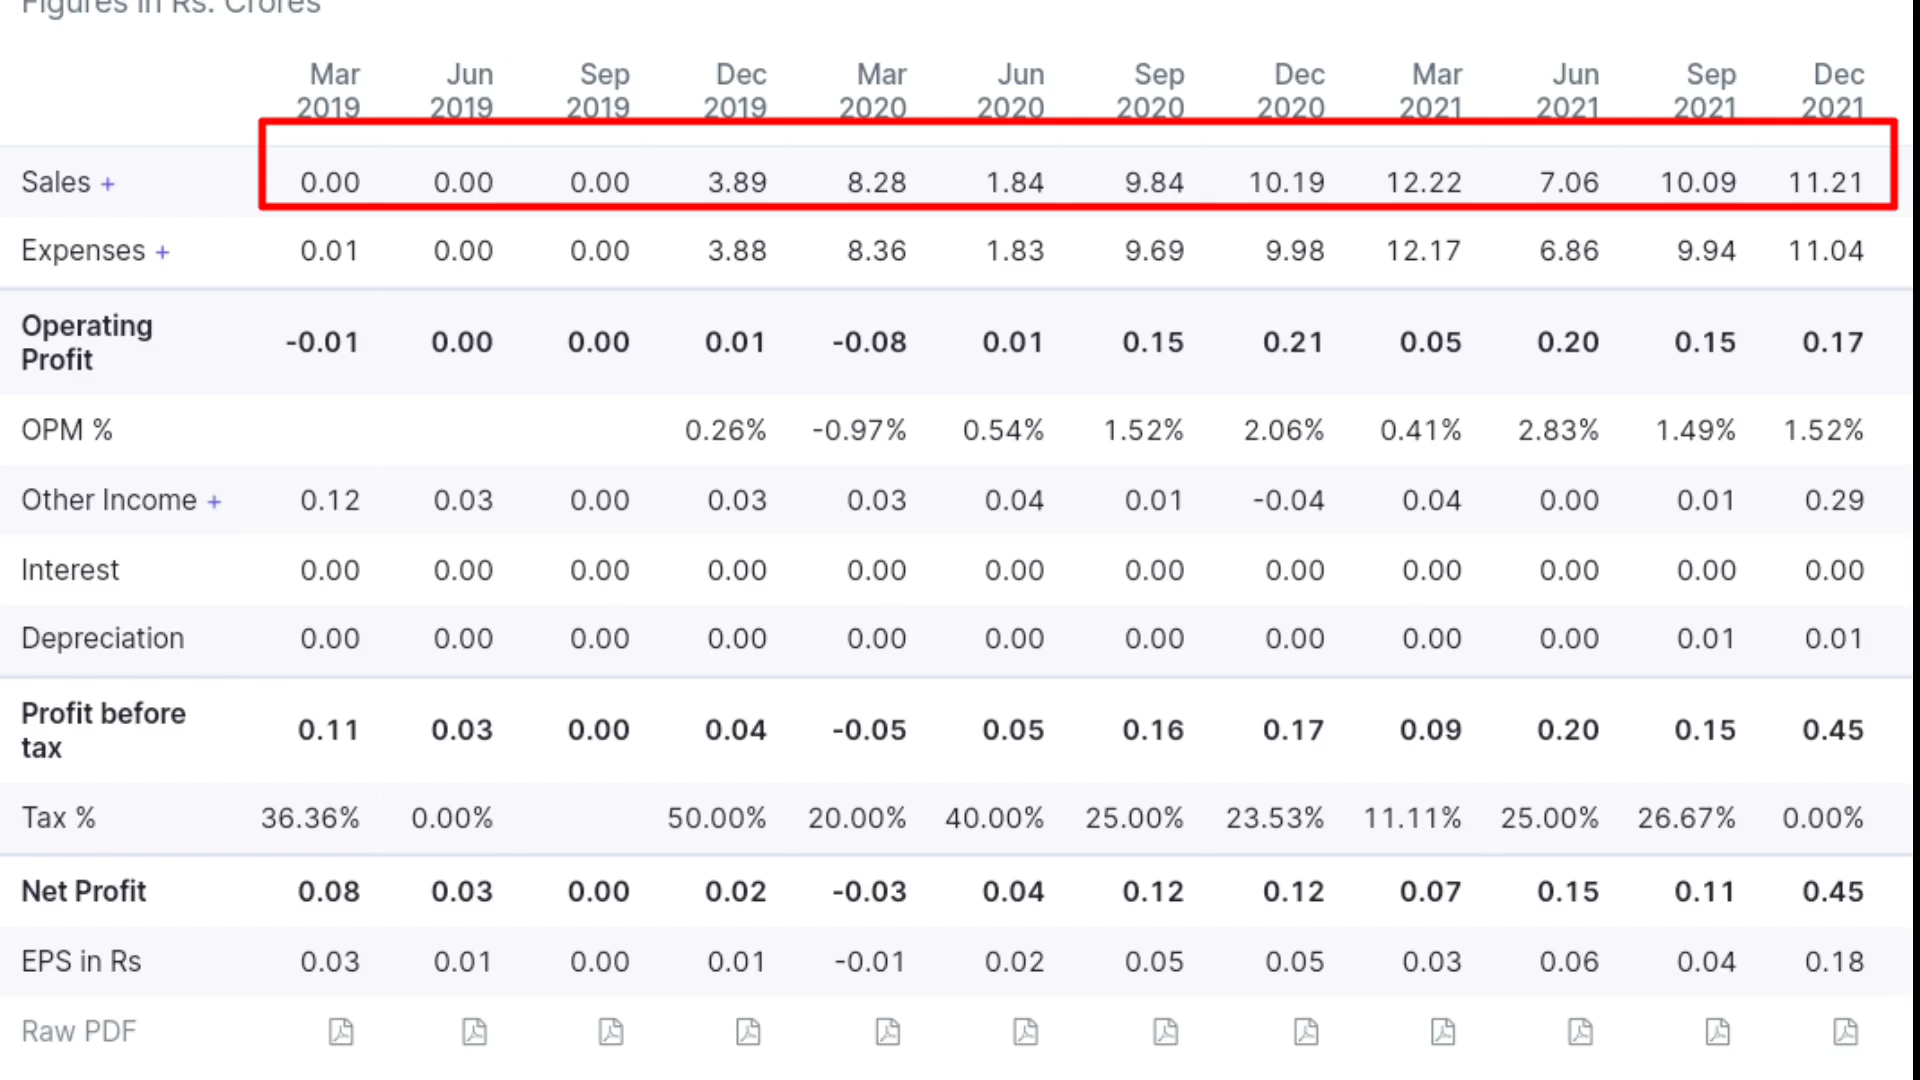 Figures in Rs. Crores
Mar 2019 Jun 2019 Sep 2019 Dec 2019 Mar 2020 Jun 2020 Sep 2020 Dec 2020 Mar 2021 Jun 2021 Sep 2021 Dec 2021
Sales + 0.00 0.00 0.00 3.89 8.28 1.84 9.84 10.19 12.22 7.06 10.09 11.21
Expenses + 0.01 0.00 0.00 3.88 8.36 1.83 9.69 9.98 12.17 6.86 9.94 11.04
Operating Profit -0.01 0.00 0.00 0.01 -0.08 0.01 0.15 0.21 0.05 0.20 0.15 0.17
OPM % 0.26% -0.97% 0.54% 1.52% 2.06% 0.41% 2.83% 1.49% 1.52%
Other Income + 0.12 0.03 0.00 0.03 0.03 0.04 0.01 -0.04 0.04 0.00 0.01 0.29
Interest 0.00 0.00 0.00 0.00 0.00 0.00 0.00 0.00 0.00 0.00 0.00 0.00
Depreciation 0.00 0.00 0.00 0.00 0.00 0.00 0.00 0.00 0.00 0.00 0.01 0.01
Profit before tax 0.11 0.03 0.00 0.04 -0.05 0.05 0.16 0.17 0.09 0.20 0.15 0.45
Tax % 36.36% 0.00% 50.00% 20.00% 40.00% 25.00% 23.53% 11.11% 25.00% 26.67% 0.00%
Net Profit 0.08 0.03 0.00 0.02 -0.03 0.04 0.12 0.12 0.07 0.15 0.11 0.45
EPS in Rs 0.03 0.01 0.00 0.01 -0.01 0.02 0.05 0.05 0.03 0.06 0.04 0.18
Raw PDF